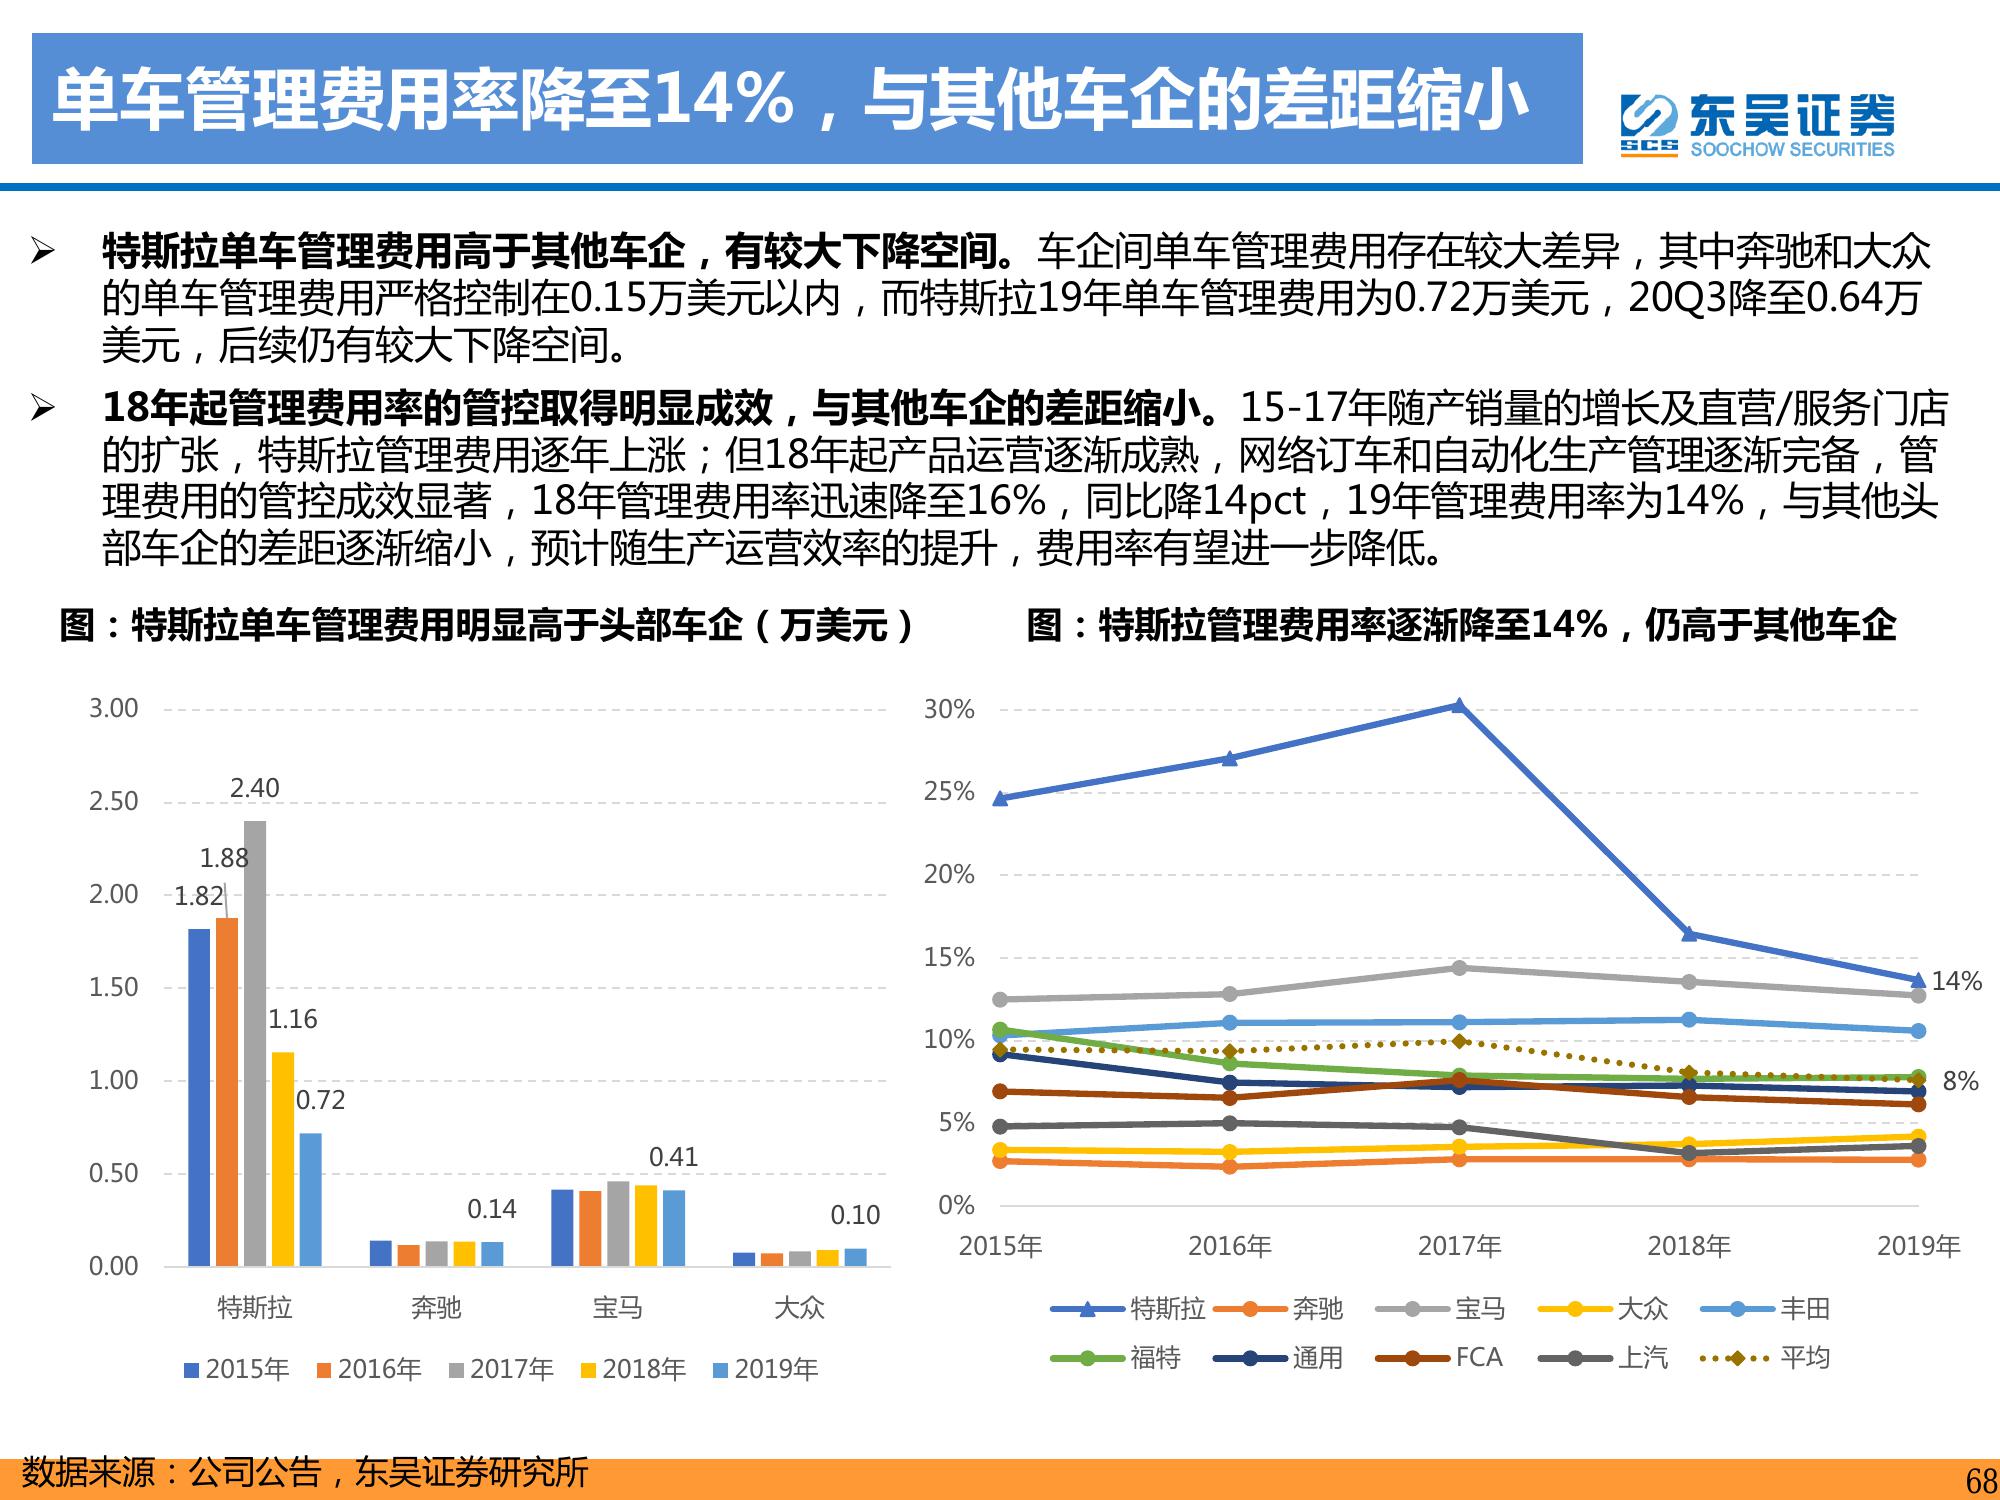 单车管理费用率降至14%，与其他车企的差距缩小
东吴证券
SCS
SOOCHOW SECURITIES
特斯拉单车管理费用高于其他车企，有较大下降空间。车企间单车管理费用存在较大差异，其中奔驰和大众
的单车管理费用严格控制在0.15万美元以内，而特斯拉19年单车管理费用为0.72万美元，20Q3降至0.64万
美元，后续仍有较大下降空间。
18年起管理费用率的管控取得明显成效，与其他车企的差距缩小。15-17年随产销量的增长及直营/服务门店
的扩张，特斯拉管理费用逐年上涨；但18年起产品运营逐渐成熟，网络订车和自动化生产管理逐渐完备，管
理费用的管控成效显著，18年管理费用率迅速降至16%，同比降14pct，19年管理费用率为14%，与其他头
部车企的差距逐渐缩小，预计随生产运营效率的提升，费用率有望进一步降低。
图：特斯拉单车管理费用明显高于头部车企（万美元）
3.00
2.50
2.00
1.50
1.00
0.50
0.00
2.40
1.88
1.82
1.16
0.72
0.14
0.41
0.10
特斯拉 奔驰 宝马 大众
2015年 2016年 2017年 2018年 2019年
图：特斯拉管理费用率逐渐降至14%，仍高于其他车企
30%
25%
20%
15%
10%
5%
0%
14%
8%
2015年 2016年 2017年 2018年 2019年
特斯拉 奔驰 宝马 大众 丰田
福特 通用 FCA 上汽 平均
数据来源：公司公告，东吴证券研究所
68